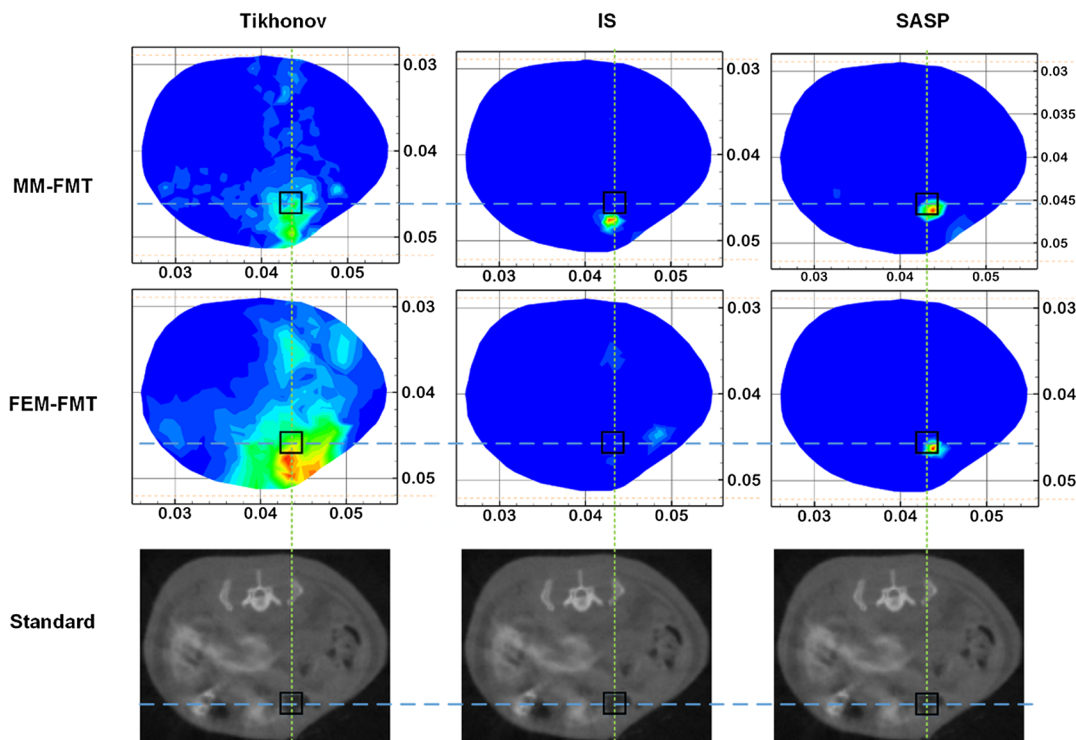 Tikhonov IS SASP
0.03 0.03
0.035
MM-FMT 0.04 0.04 0.04
0.045
0.05 0.05 0.05
0.03 0.04 0.05 0.03 0.04 0.05 0.03 0.04 0.05
0.03 0.03 0.03
FEM-FMT 0.04 0.04 0.04
0.05 0.05 0.05
0.03 0.04 0.05 0.03 0.04 0.05 0.03 0.04 0.05
Standard